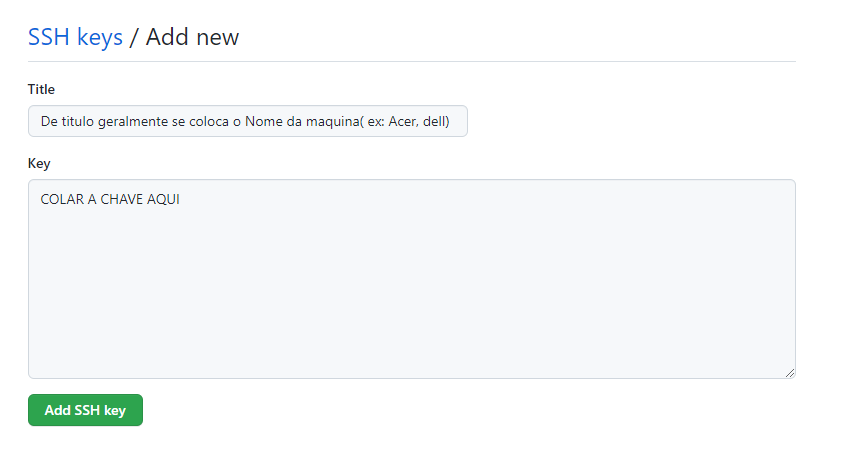 SSH keys / Add new
Title
De titulo geralmente se coloca o Nome da maquina( ex: Acer, dell)
Key
COLAR A CHAVE AQUI
Add SSH key